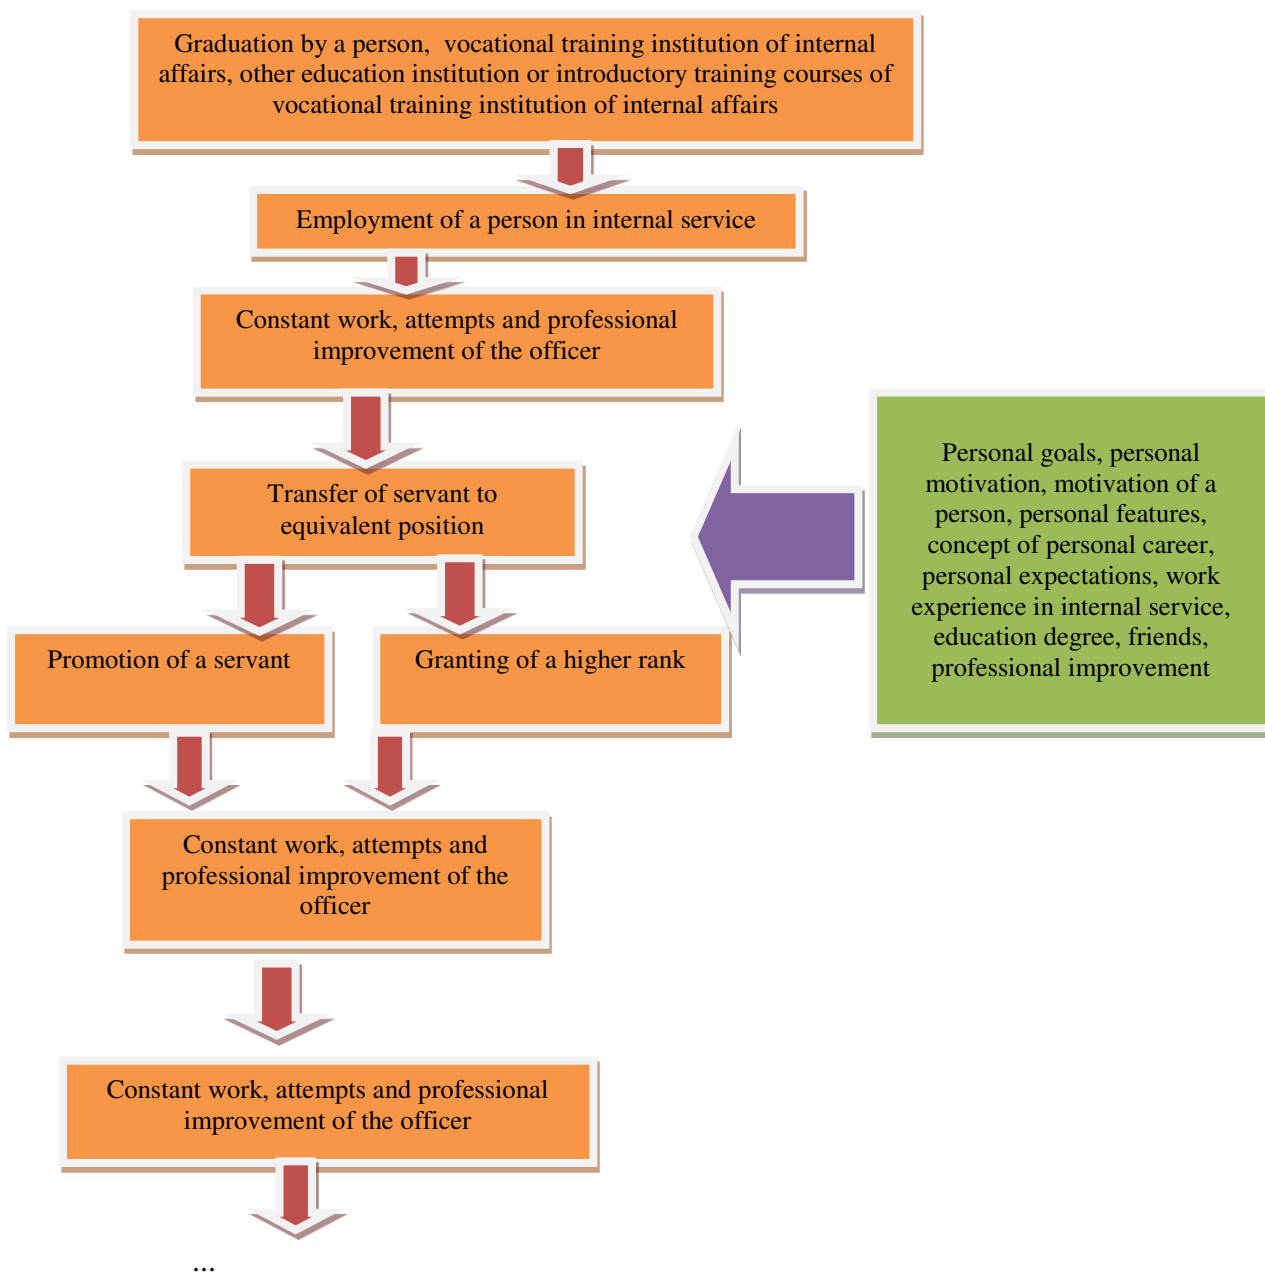 Graduation by a person, vocational training institution of internal
affairs, other education institution or introductory training courses of
vocational training institution of internal affairs
Employment of a person in internal service
Constant work, attempts and professional
improvement of the officer
Transfer of servant to
equivalent position
Promotion of a servant
Granting of a higher rank
Personal goals, personal
motivation, motivation of a
person, personal features,
concept of personal career,
personal expectations, work
experience in internal service,
education degree, friends,
professional improvement
Constant work, attempts and
professional improvement of the
officer
Constant work, attempts and professional
improvement of the officer
...